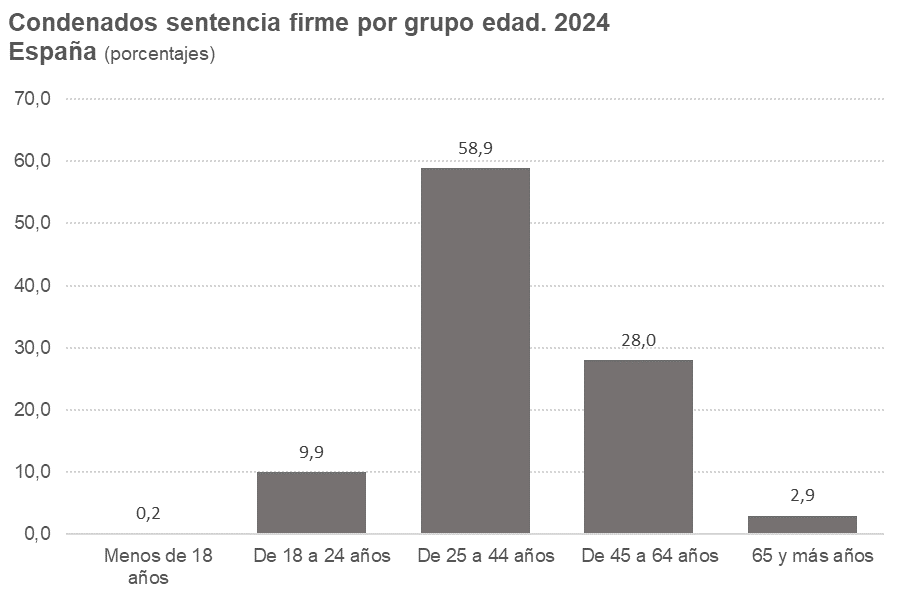 Condenados sentencia firme por grupo edad. 2024
España (porcentajes)
70,0
60,0
50,0
40,0
30,0
20,0
10,0
0,0
0,2
9,9
58,9
28,0
2,9
Menos de 18
años
De 18 a 24 años
De 25 a 44 años
De 45 a 64 años
65 y más años